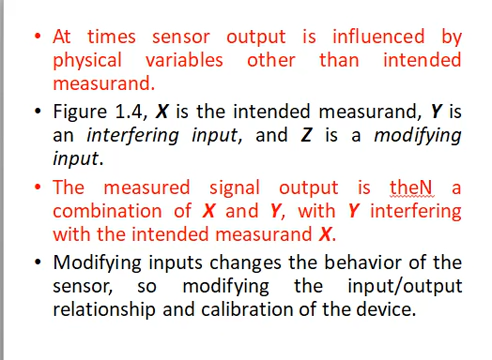 • At times sensor output is influenced by
physical variables other than intended
measurand.
• Figure 1.4, X is the intended measurand, Y is
an interfering input, and Z is a modifying
input.
• The measured signal output is theN a
combination of X and Y, with Y interfering
with the intended measurand X.
• Modifying inputs changes the behavior of the
sensor, so modifying the input/output
relationship and calibration of the device.